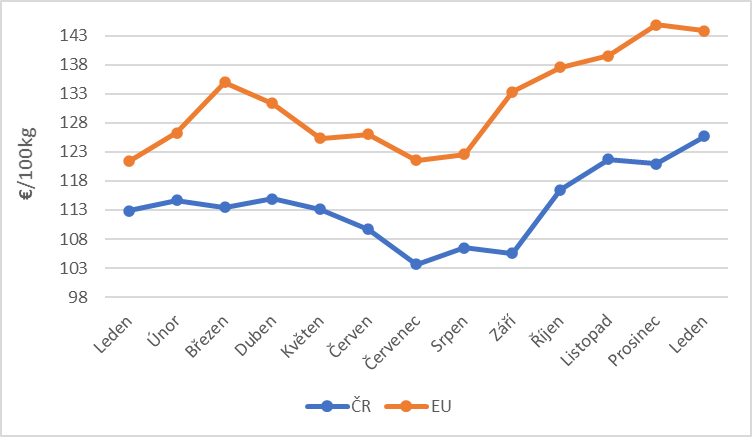 €/100kg
143
138
133
128
123
118
113
108
103
98
Leden
Únor
Březen
Duben
Květen
Červen
Červenec
Srpen
Září
Říjen
Listopad
Prosinec
Leden
ČR
EU